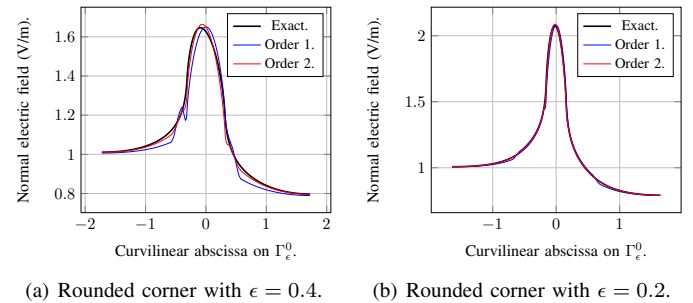 Normal electric field (V/m).
1.6
1.4
1.2
1
0.8
−2
−1
0
1
2
Exact.
Order 1.
Order 2.
Curvilinear abscissa on Γ⁰_ϵ.
(a) Rounded corner with ϵ = 0.4.
Normal electric field (V/m).
2
1.5
1
−1
0
1
Exact.
Order 1.
Order 2.
Curvilinear abscissa on Γ⁰_ϵ.
(b) Rounded corner with ϵ = 0.2.